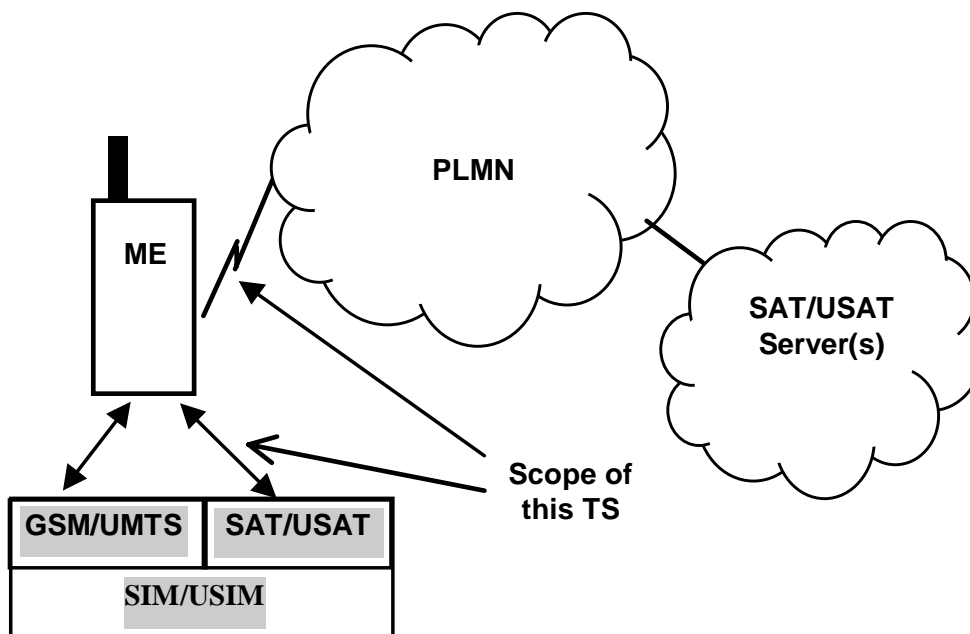 PLMN
ME
SAT/USAT
Server(s)
Scope of
this TS
GSM/UMTS
SAT/USAT
SIM/USIM